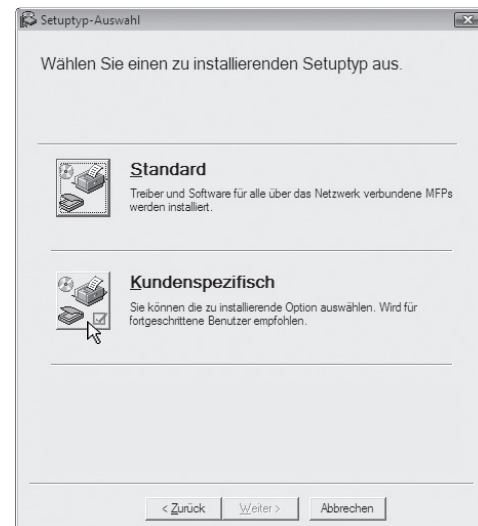 Setuptyp-Auswahl
Wählen Sie einen zu installierenden Setuptyp aus.
Standard
Treiber und Software für alle über das Netzwerk verbundene MFPs
werden installiert.
Kundenspezifisch
Sie können die zu installierende Option auswählen. Wird für
fortgeschrittene Benutzer empfohlen.
< Zurück Weiter > Abbrechen